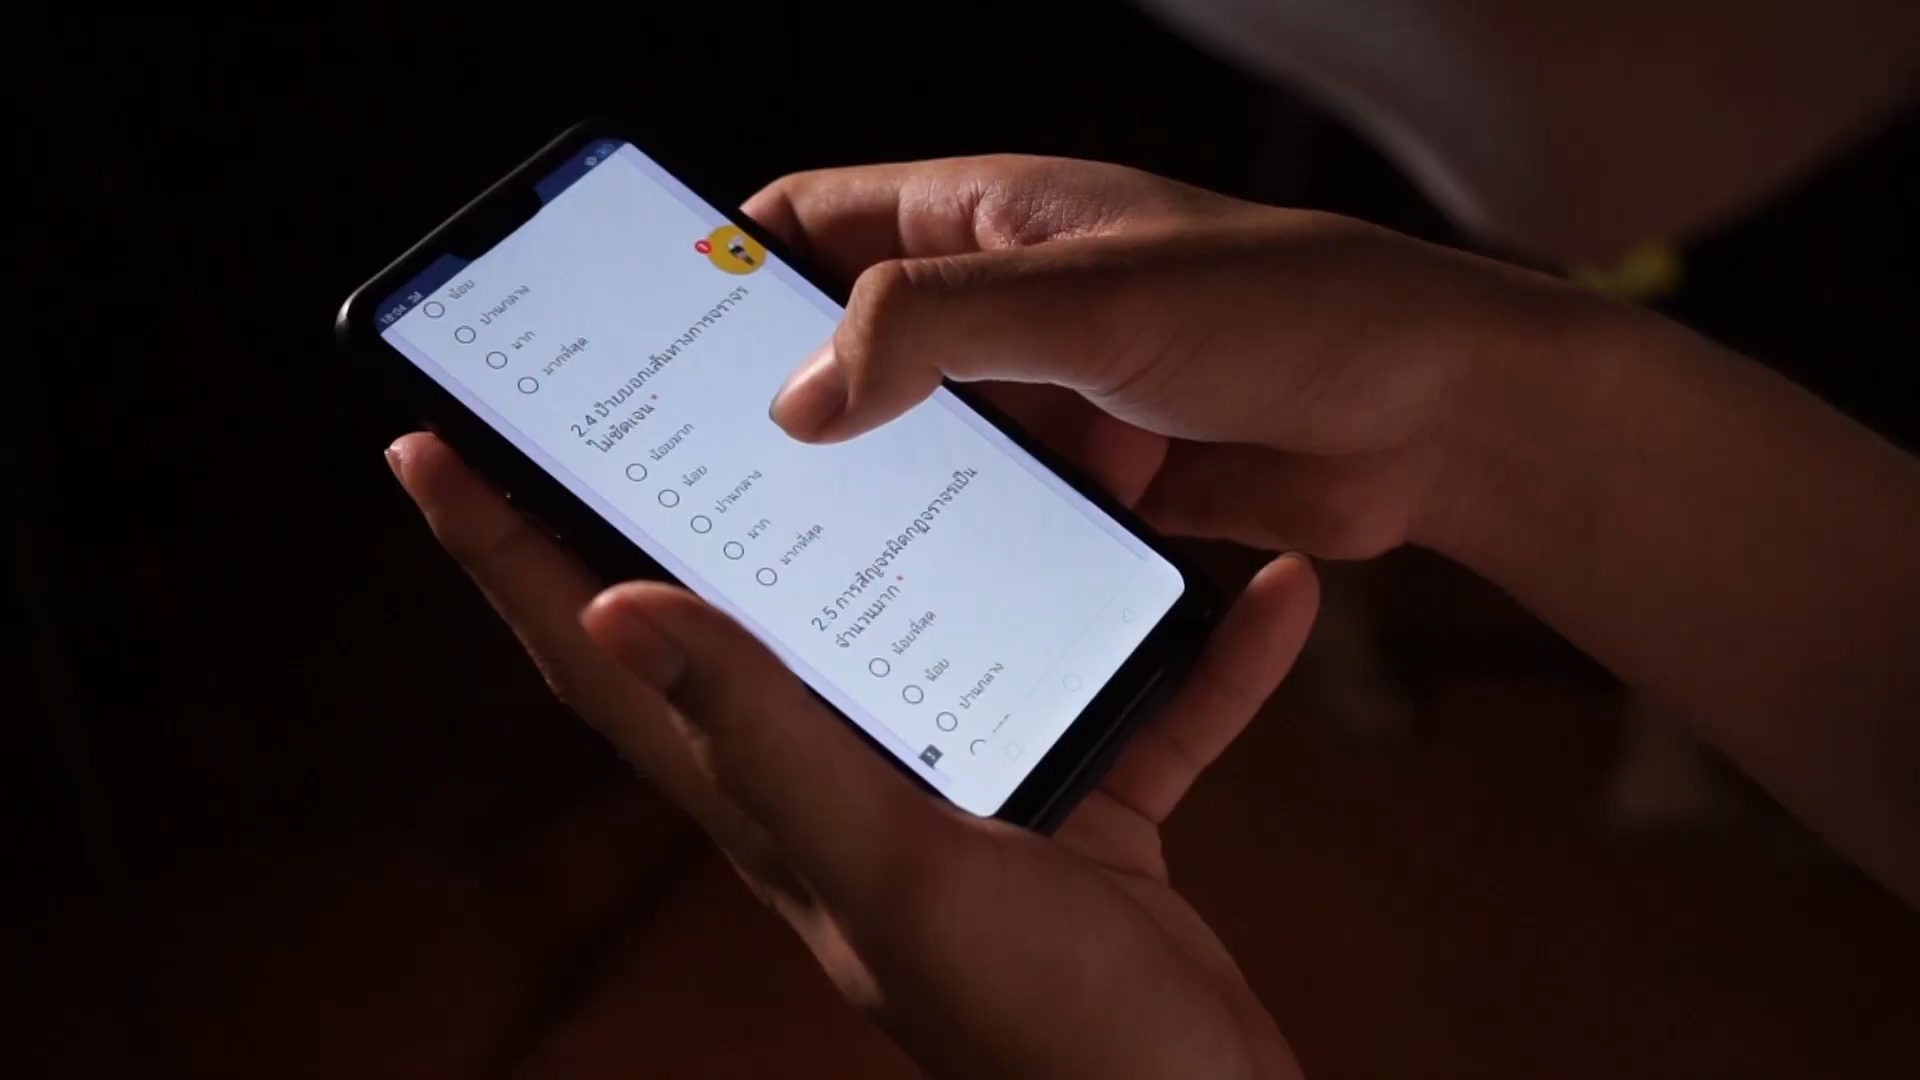 18:04
น้อย
ปานกลาง
มาก
มากที่สุด
2.4 ป้ายบอกเส้นทางการจราจร
ไม่ชัดเจน *
น้อยมาก
น้อย
ปานกลาง
มาก
มากที่สุด
2.5 การสัญจรผิดกฎจราจรเป็น
จำนวนมาก *
น้อยที่สุด
น้อย
ปานกลาง